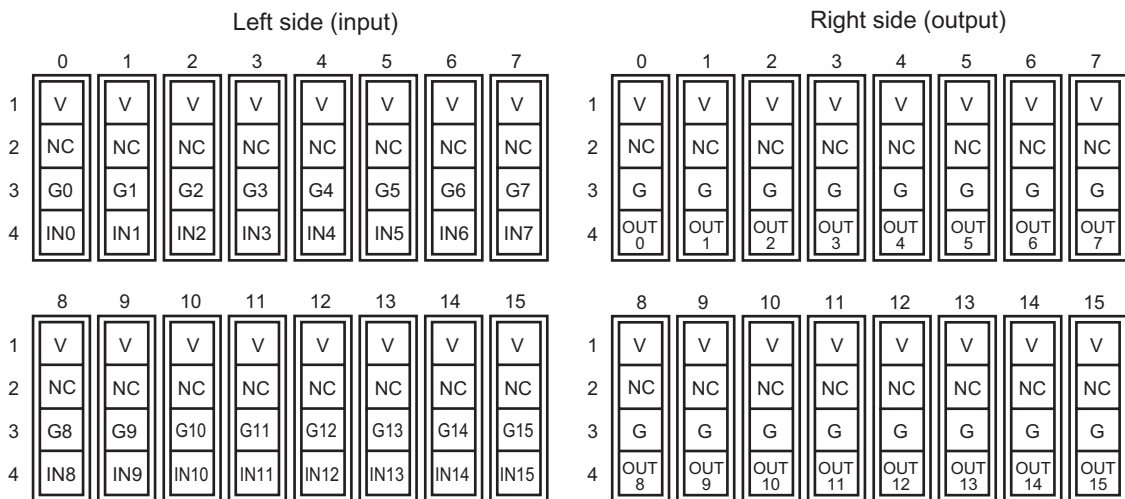 Left side (input) Right side (output)
0 1 2 3 4 5 6 7 0 1 2 3 4 5 6 7
1 V V V V V V V V 1 V V V V V V V V
2 NC NC NC NC NC NC NC NC 2 NC NC NC NC NC NC NC NC
3 G0 G1 G2 G3 G4 G5 G6 G7 3 G G G G G G G G
4 IN0 IN1 IN2 IN3 IN4 IN5 IN6 IN7 4 OUT 0 OUT 1 OUT 2 OUT 3 OUT 4 OUT 5 OUT 6 OUT 7
8 9 10 11 12 13 14 15 8 9 10 11 12 13 14 15
1 V V V V V V V V 1 V V V V V V V V
2 NC NC NC NC NC NC NC NC 2 NC NC NC NC NC NC NC NC
3 G8 G9 G10 G11 G12 G13 G14 G15 3 G G G G G G G G
4 IN8 IN9 IN10 IN11 IN12 IN13 IN14 IN15 4 OUT 8 OUT 9 OUT 10 OUT 11 OUT 12 OUT 13 OUT 14 OUT 15